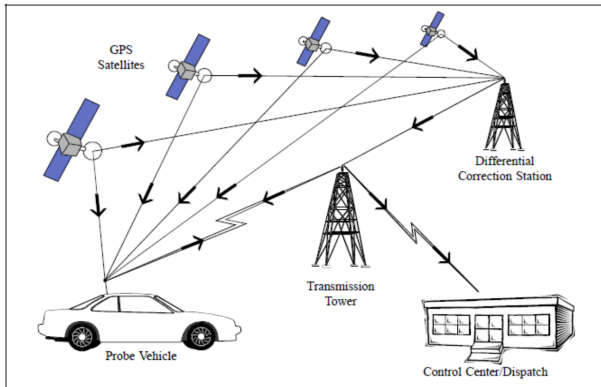 GPS
Satellites
Differential
Correction Station
Transmission
Tower
Probe Vehicle
Control Center/Dispatch